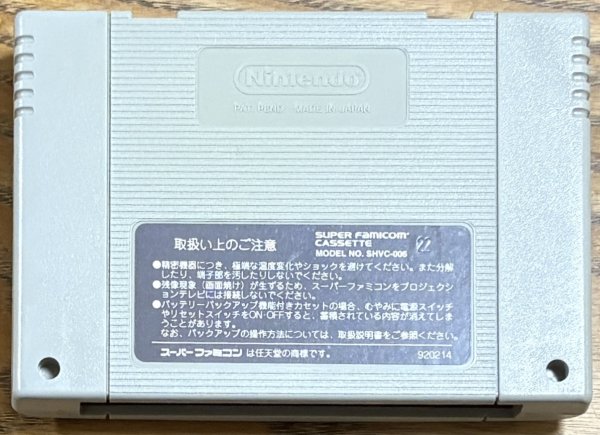 Nintendo
PAT. PEND. MADE IN JAPAN
取扱い上のご注意
SUPER FAMICOM
CASSETTE
MODEL NO. SHVC-006
●精密機器につき、極端な温度変化やショックを避けてください。また分解
したり、端子部を汚したりしないでください。
●残像現象（画面焼け）が生ずるため、スーパーファミコンをプロジェクショ
ンテレビには接続しないでください。
●バッテリーバックアップ機能付きカセットの場合、むやみに電源スイッチ
やリセットスイッチをON・OFFすると、蓄積されている内容が消えてしま
うことがあります。
なお、バックアップの操作方法については、取扱説明書をご参照ください。
スーパーファミコンは任天堂の商標です。
920214